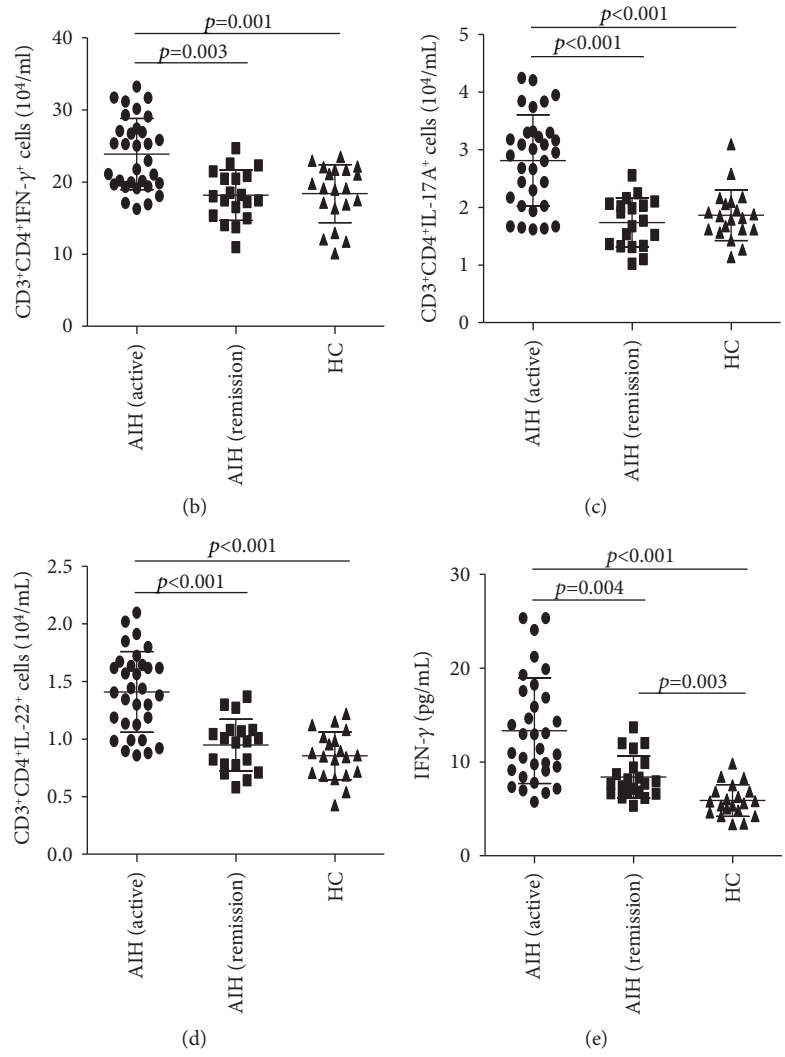 CD3⁺CD4⁺IFN-γ⁺ cells (10⁴/ml)
40
30
20
10
0
p=0.001
p=0.003
AIH (active)
AIH (remission)
HC
(b)
CD3⁺CD4⁺IL-17A⁺ cells (10⁴/mL)
5
4
3
2
1
0
p<0.001
p<0.001
AIH (active)
AIH (remission)
HC
(c)
CD3⁺CD4⁺IL-22⁺ cells (10⁴/mL)
2.5
2.0
1.5
1.0
0.5
0.0
p<0.001
p<0.001
AIH (active)
AIH (remission)
HC
(d)
IFN-γ (pg/mL)
30
20
10
0
p<0.001
p=0.004
p=0.003
AIH (active)
AIH (remission)
HC
(e)